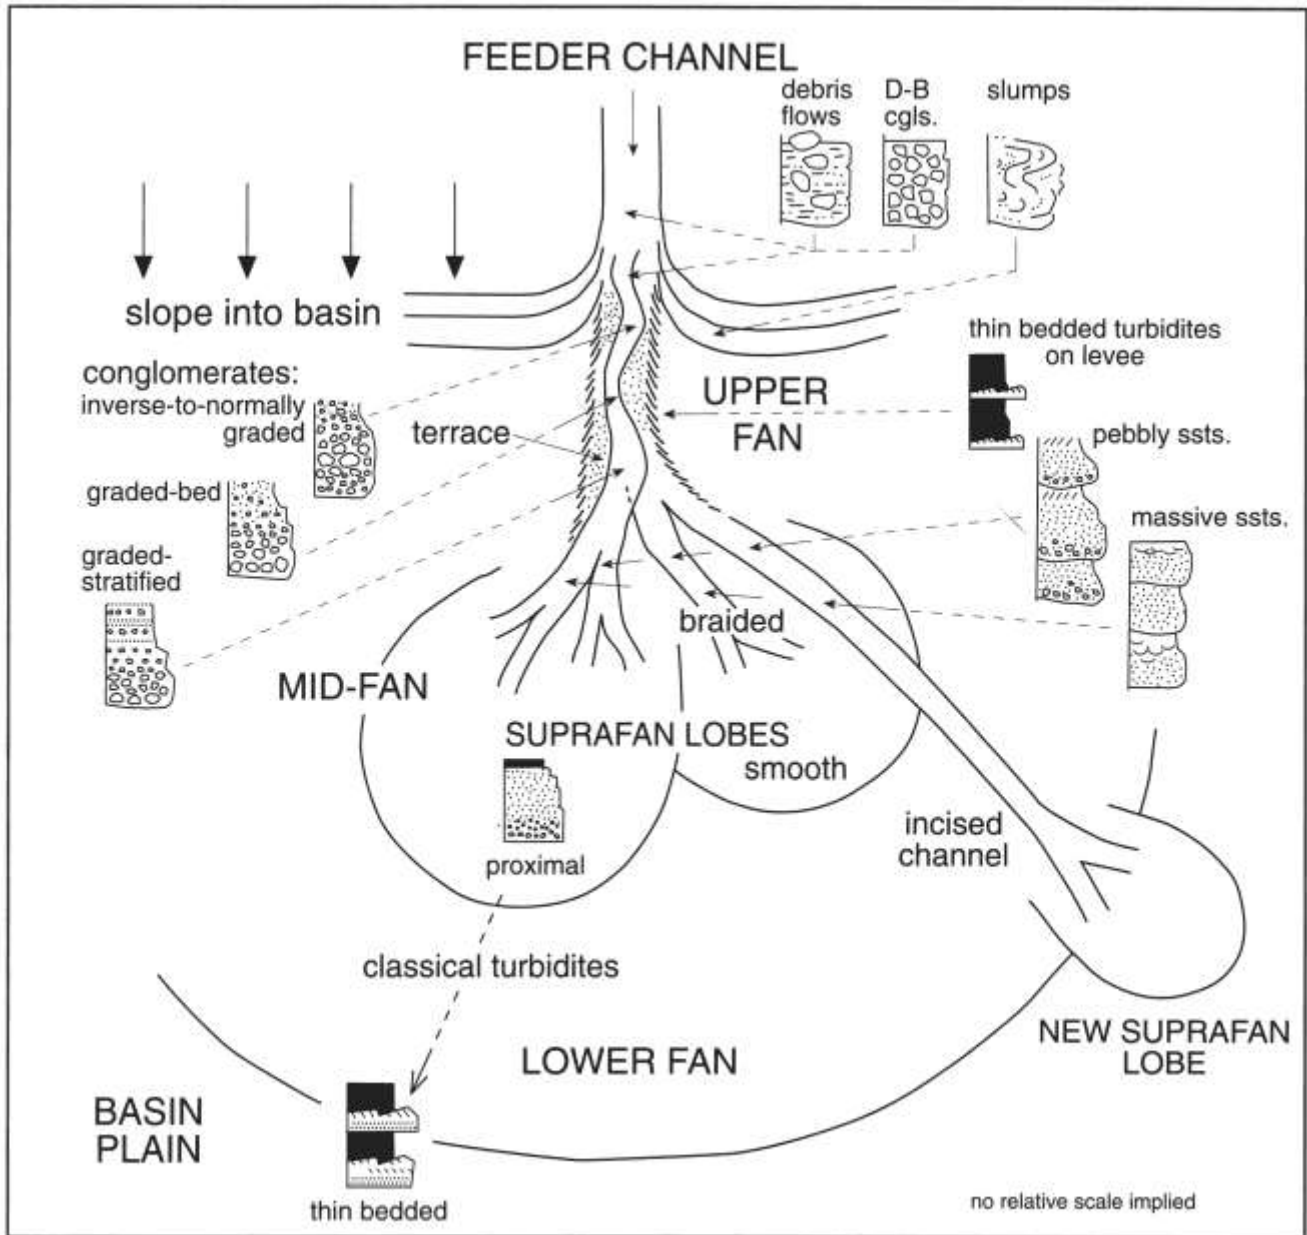 FEEDER CHANNEL
debris
flows
D-B
cgls.
slumps
slope into basin
conglomerates:
inverse-to-normally
graded
terrace
UPPER
FAN
thin bedded turbidites
on levee
pebbly ssts.
graded-bed
massive ssts.
graded-
stratified
braided
MID-FAN
SUPRAFAN LOBES
smooth
proximal
incised
channel
classical turbidites
NEW SUPRAFAN
LOBE
LOWER FAN
BASIN
PLAIN
thin bedded
no relative scale implied